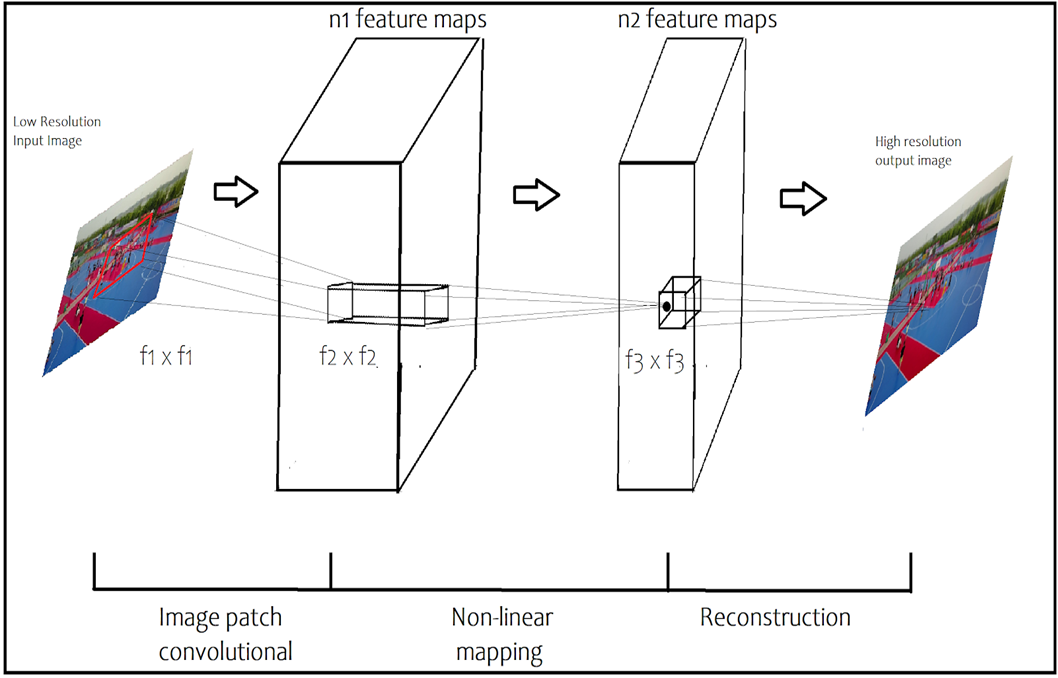 n1 feature maps
n2 feature maps
Low Resolution
Input Image
High resolution
output image
f1 x f1
f2 x f2
f3 x f3
Image patch
convolutional
Non-linear
mapping
Reconstruction